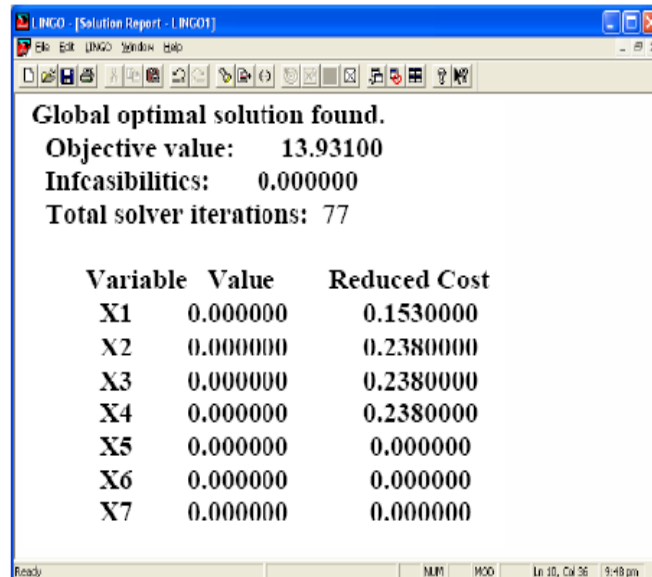 LINGO - [Solution Report - LINGO1]
File Edit LINGO Window Help
Global optimal solution found.
Objective value: 13.93100
Infeasibilities: 0.000000
Total solver iterations: 77
Variable Value Reduced Cost
X1 0.000000 0.1530000
X2 0.000000 0.2380000
X3 0.000000 0.2380000
X4 0.000000 0.2380000
X5 0.000000 0.000000
X6 0.000000 0.000000
X7 0.000000 0.000000
Ready NUM MOD Ln 10, Col 36 9:48 pm